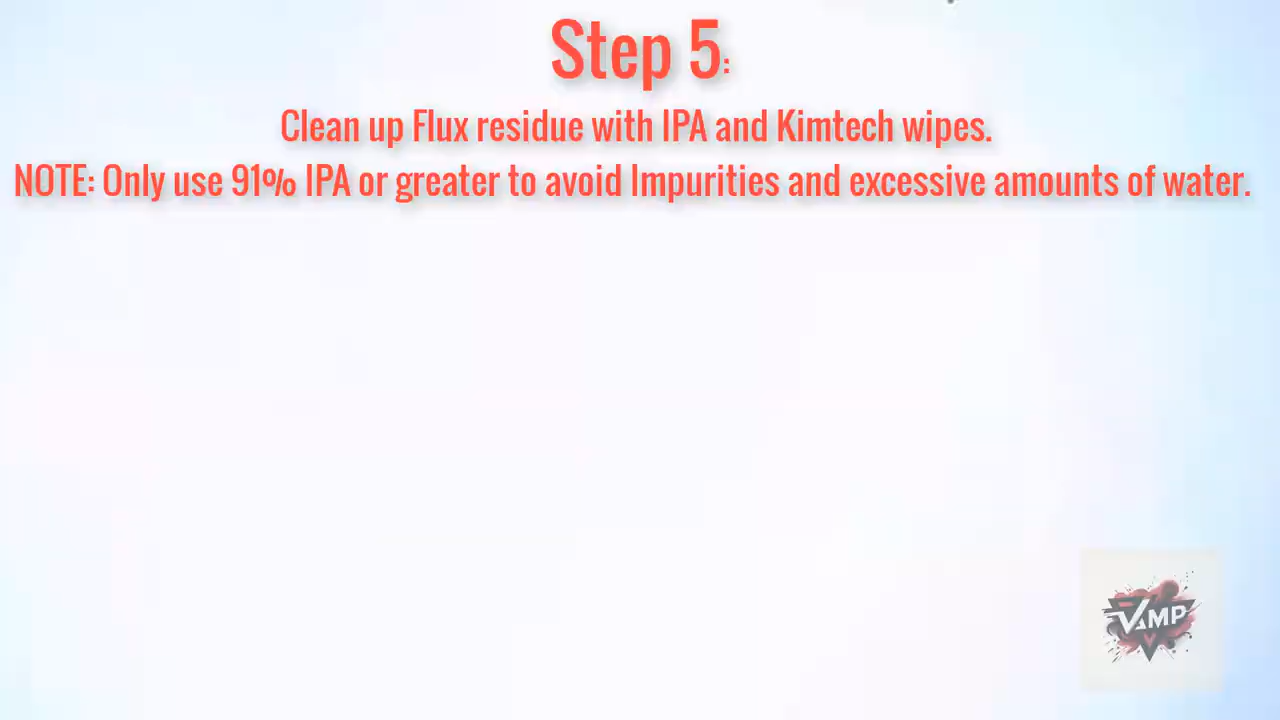 Step 5:
Clean up Flux residue with IPA and Kimtech wipes.
NOTE: Only use 91% IPA or greater to avoid Impurities and excessive amounts of water.
VAMP